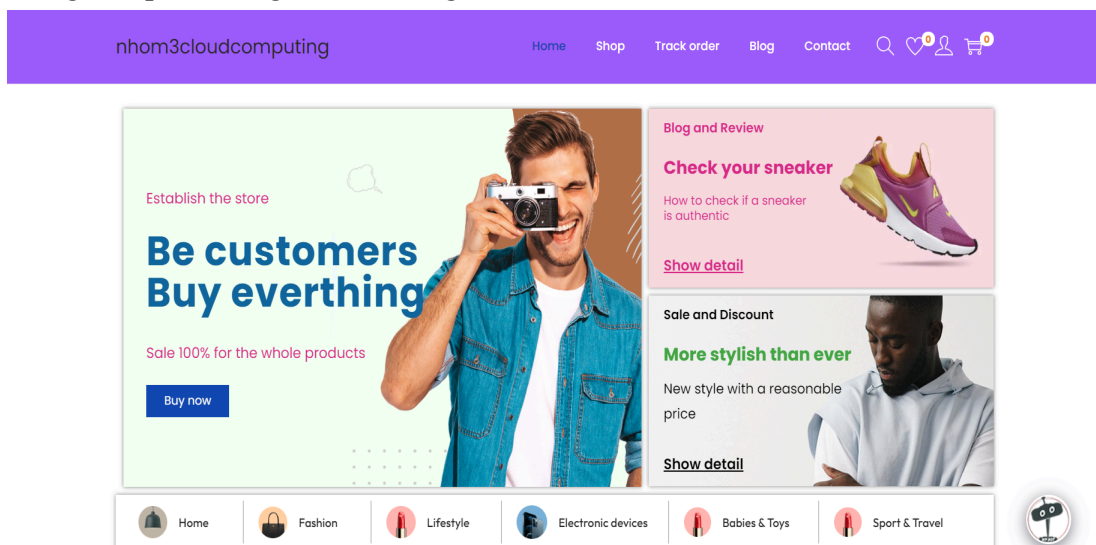 nhom3cloudcomputing
Home Shop Track order Blog Contact 0 0
Establish the store
Be customers
Buy everthing
Sale 100% for the whole products
Buy now
Blog and Review
Check your sneaker
How to check if a sneaker
is authentic
Show detail
Sale and Discount
More stylish than ever
New style with a reasonable
price
Show detail
Home Fashion Lifestyle Electronic devices Babies & Toys Sport & Travel